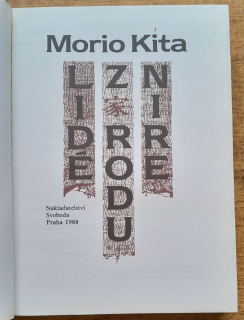 Morio Kita
LIDÉ
Z RODU
NIRE
Nakladatelství
Svoboda
Praha 1988